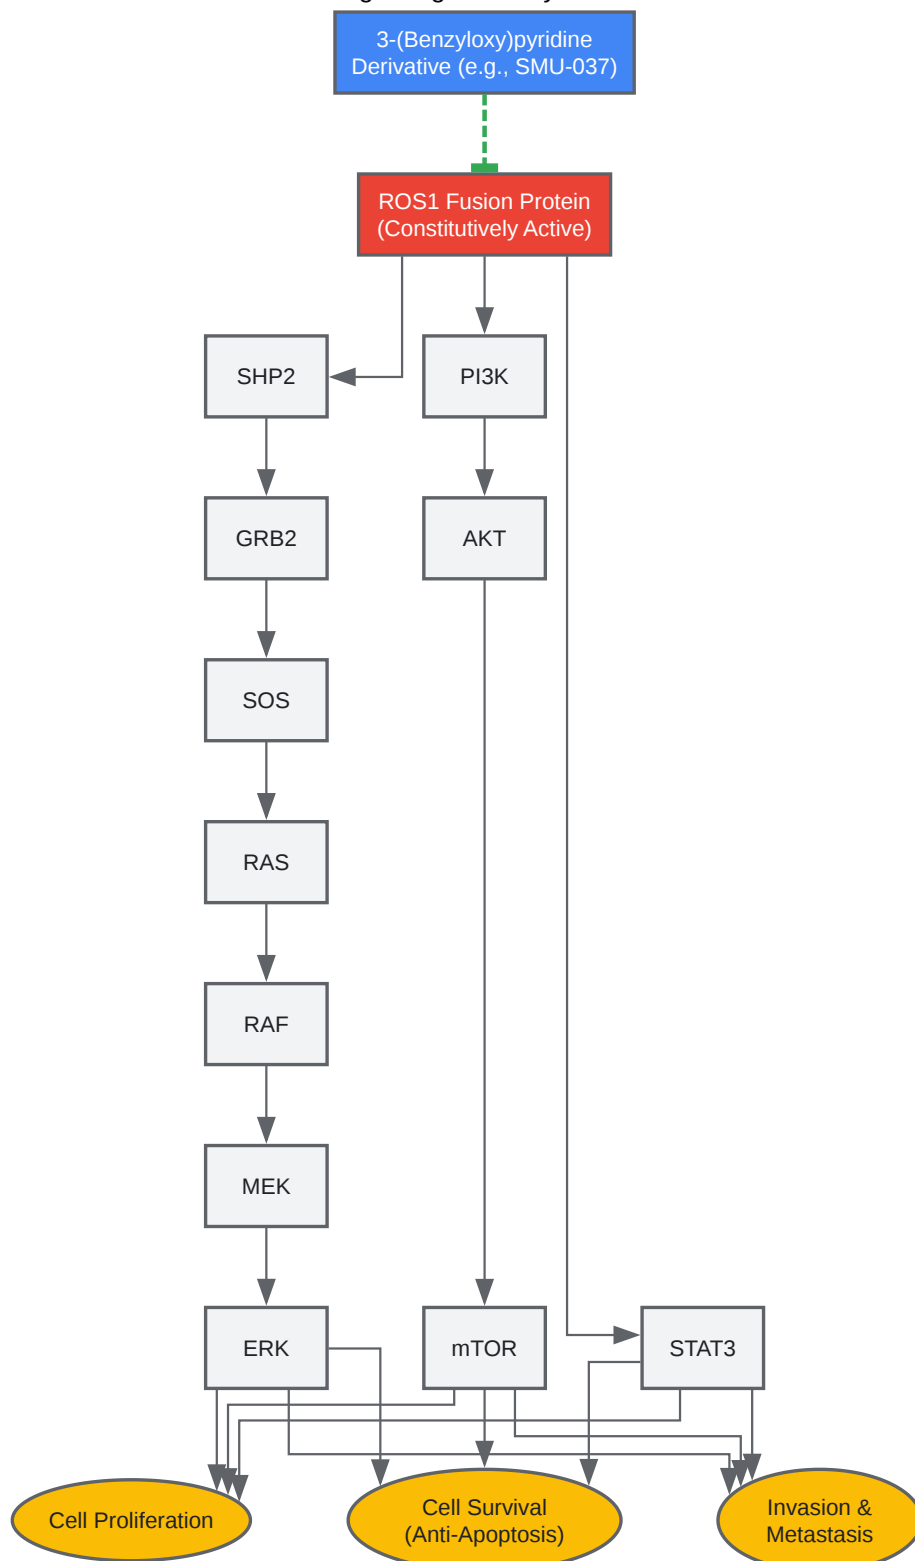 3-(Benzyloxy)pyridine
Derivative (e.g., SMU-037)
ROS1 Fusion Protein
(Constitutively Active)
SHP2
PI3K
GRB2
AKT
SOS
RAS
RAF
MEK
ERK
mTOR
STAT3
Cell Proliferation
Cell Survival
(Anti-Apoptosis)
Invasion &
Metastasis